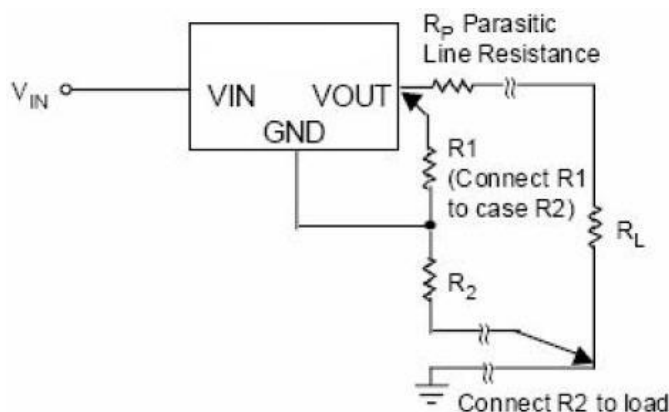 R_P Parasitic
Line Resistance
V_IN
VIN
VOUT
GND
R1
(Connect R1
to case R2)
R_L
R_2
Connect R2 to load